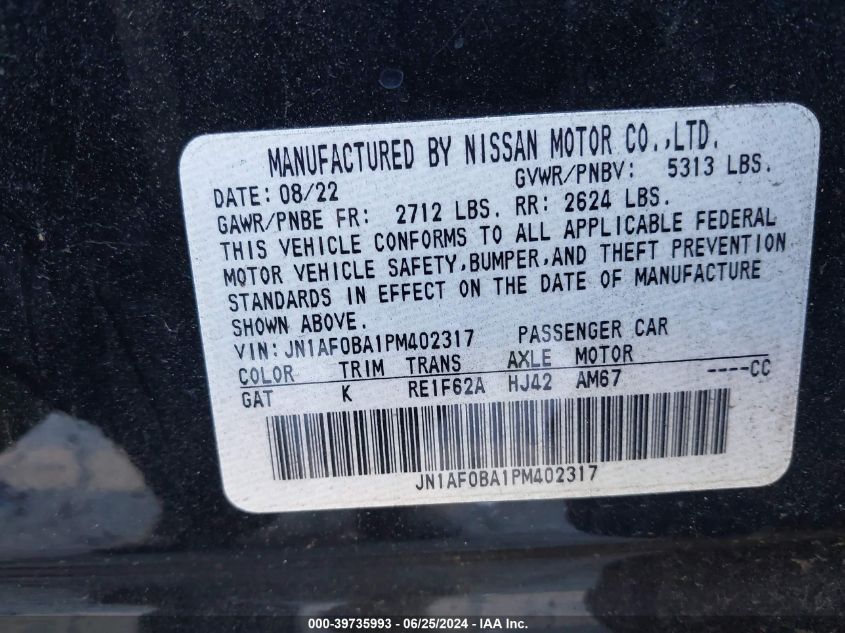 MANUFACTURED BY NISSAN MOTOR CO.,LTD.
DATE: 08/22 GVWR/PNBV: 5313 LBS.
GAWR/PNBE FR: 2712 LBS. RR: 2624 LBS.
THIS VEHICLE CONFORMS TO ALL APPLICABLE FEDERAL
MOTOR VEHICLE SAFETY,BUMPER,AND THEFT PREVENTION
STANDARDS IN EFFECT ON THE DATE OF MANUFACTURE
SHOWN ABOVE.
VIN:JN1AF0BA1PM402317 PASSENGER CAR
COLOR TRIM TRANS AXLE MOTOR
GAT K RE1F62A HJ42 AM67 ----CC
JN1AF0BA1PM402317
000-39735993 - 06/25/2024 - IAA Inc.